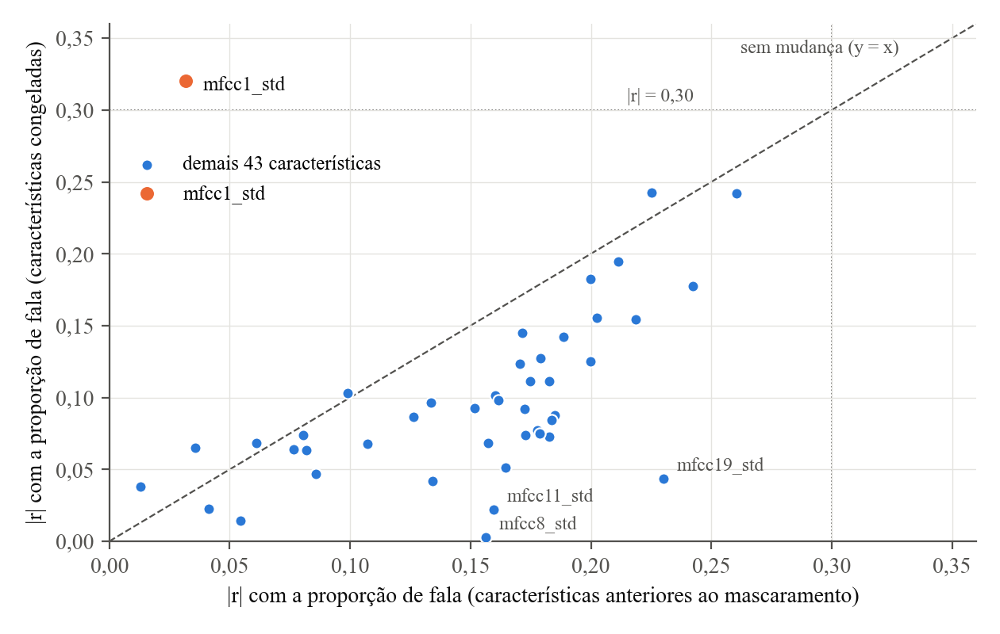 |r| com a proporção de fala (características congeladas)
0,35
0,30
0,25
0,20
0,15
0,10
0,05
0,00
sem mudança (y = x)
mfcc1_std
|r| = 0,30
demais 43 características
mfcc1_std
mfcc19_std
mfcc11_std
mfcc8_std
0,00 0,05 0,10 0,15 0,20 0,25 0,30 0,35
|r| com a proporção de fala (características anteriores ao mascaramento)